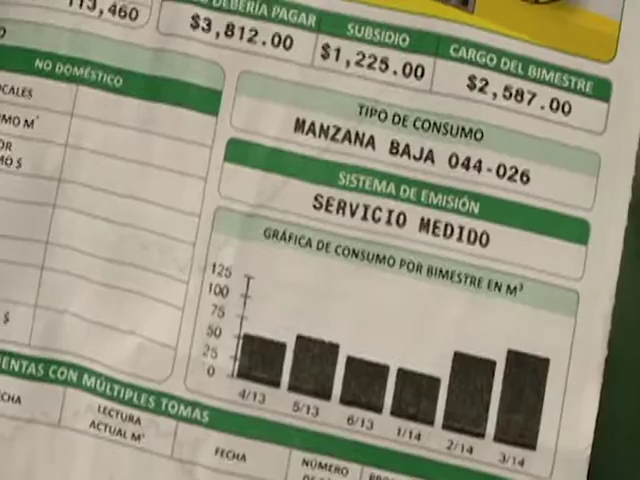 113,460
DEBERÍA PAGAR
$3,812.00
SUBSIDIO
$1,225.00
CARGO DEL BIMESTRE
$2,587.00
NO DOMÉSTICO
TIPO DE CONSUMO
MANZANA BAJA 044-026
SISTEMA DE EMISIÓN
SERVICIO MEDIDO
GRÁFICA DE CONSUMO POR BIMESTRE EN M³
125
100
75
50
25
0
4/13 5/13 6/13 1/14 2/14 3/14
$
CON MÚLTIPLES TOMAS
LECTURA
ACTUAL M³
FECHA
NÚMERO